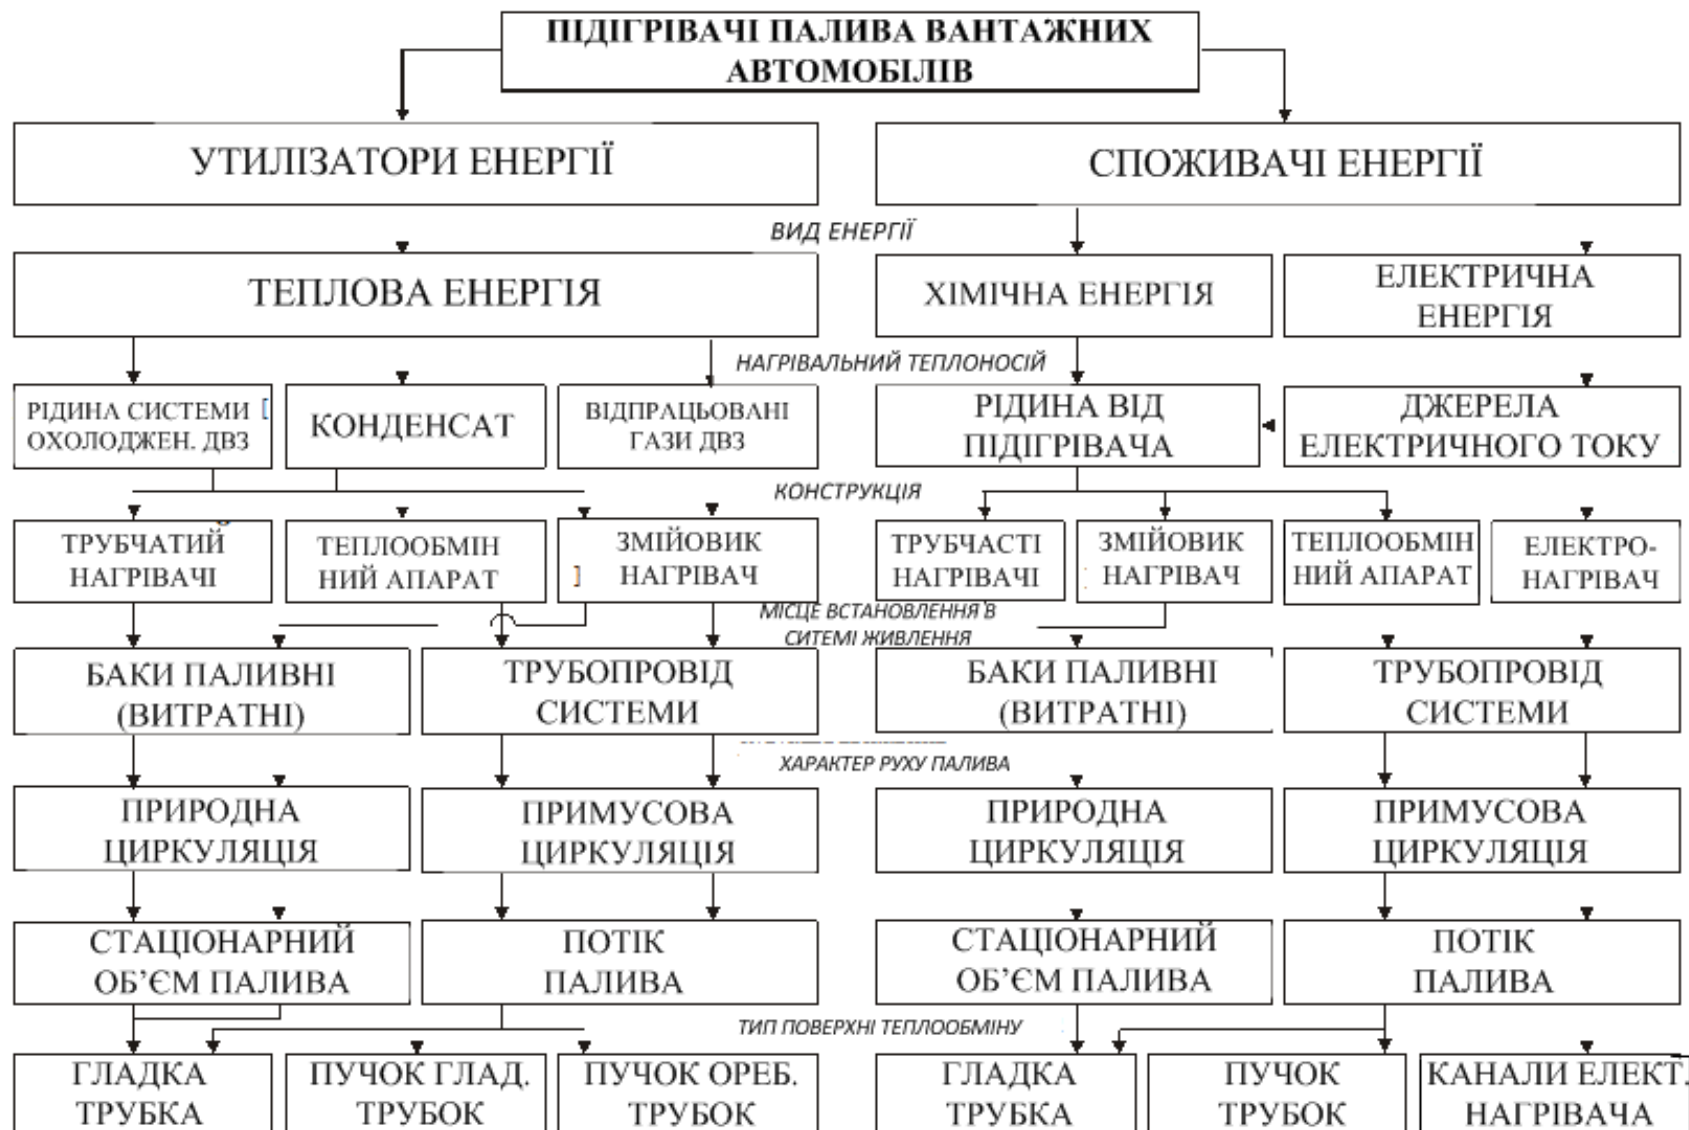 ПІДІГРІВАЧІ ПАЛИВА ВАНТАЖНИХ
АВТОМОБІЛІВ
УТИЛІЗАТОРИ ЕНЕРГІЇ
СПОЖИВАЧІ ЕНЕРГІЇ
ВИД ЕНЕРГІЇ
ТЕПЛОВА ЕНЕРГІЯ
ХІМІЧНА ЕНЕРГІЯ
ЕЛЕКТРИЧНА
ЕНЕРГІЯ
НАГРІВАЛЬНИЙ ТЕПЛОНОСІЙ
РІДИНА СИСТЕМИ
ОХОЛОДЖЕН. ДВЗ
КОНДЕНСАТ
ВІДПРАЦЬОВАНІ
ГАЗИ ДВЗ
РІДИНА ВІД
ПІДІГРІВАЧА
ДЖЕРЕЛА
ЕЛЕКТРИЧНОГО ТОКУ
КОНСТРУКЦІЯ
ТРУБЧАТИЙ
НАГРІВАЧІ
ТЕПЛООБМІН
НИЙ АПАРАТ
ЗМІЙОВИК
НАГРІВАЧ
ТРУБЧАСТІ
НАГРІВАЧІ
ЗМІЙОВИК
НАГРІВАЧ
ТЕПЛООБМІН
НИЙ АПАРАТ
ЕЛЕКТРО-
НАГРІВАЧ
МІСЦЕ ВСТАНОВЛЕННЯ В
СИТЕМІ ЖИВЛЕННЯ
БАКИ ПАЛИВНІ
(ВИТРАТНІ)
ТРУБОПРОВІД
СИСТЕМИ
БАКИ ПАЛИВНІ
(ВИТРАТНІ)
ТРУБОПРОВІД
СИСТЕМИ
ХАРАКТЕР РУХУ ПАЛИВА
ПРИРОДНА
ЦИРКУЛЯЦІЯ
ПРИМУСОВА
ЦИРКУЛЯЦІЯ
ПРИРОДНА
ЦИРКУЛЯЦІЯ
ПРИМУСОВА
ЦИРКУЛЯЦІЯ
СТАЦІОНАРНИЙ
ОБ’ЄМ ПАЛИВА
ПОТІК
ПАЛИВА
СТАЦІОНАРНИЙ
ОБ’ЄМ ПАЛИВА
ПОТІК
ПАЛИВА
ТИП ПОВЕРХНІ ТЕПЛООБМІНУ
ГЛАДКА
ТРУБКА
ПУЧОК ГЛАД.
ТРУБОК
ПУЧОК ОРЕБ.
ТРУБОК
ГЛАДКА
ТРУБКА
ПУЧОК
ТРУБОК
КАНАЛИ ЕЛЕКТ.
НАГРІВАЧА